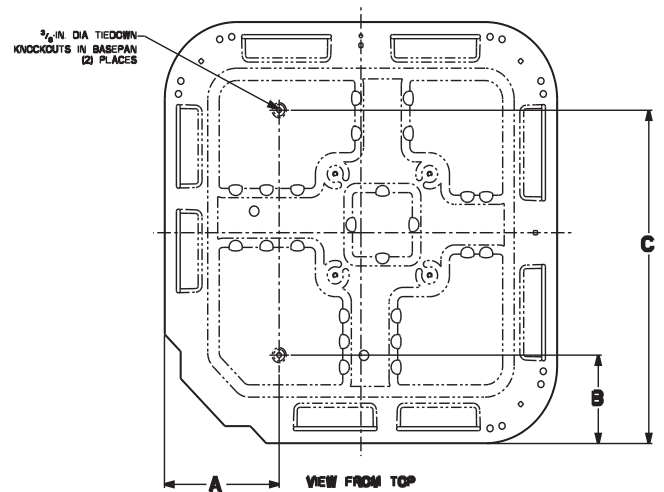 3/8-IN. DIA TIEDOWN
KNOCKOUTS IN BASEPAN
(2) PLACES
C
B
A
VIEW FROM TOP